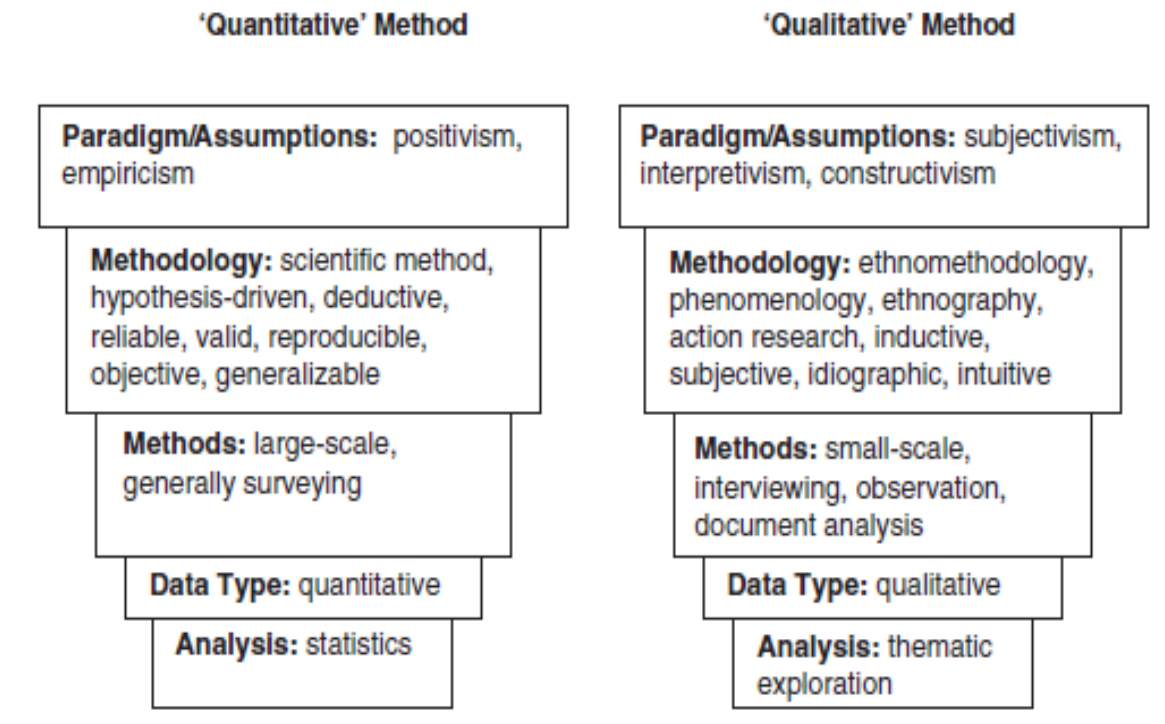 ‘Quantitative’ Method
‘Qualitative’ Method
Paradigm/Assumptions: positivism,
empiricism
Methodology: scientific method,
hypothesis-driven, deductive,
reliable, valid, reproducible,
objective, generalizable
Methods: large-scale,
generally surveying
Data Type: quantitative
Analysis: statistics
Paradigm/Assumptions: subjectivism,
interpretivism, constructivism
Methodology: ethnomethodology,
phenomenology, ethnography,
action research, inductive,
subjective, idiographic, intuitive
Methods: small-scale,
interviewing, observation,
document analysis
Data Type: qualitative
Analysis: thematic
exploration